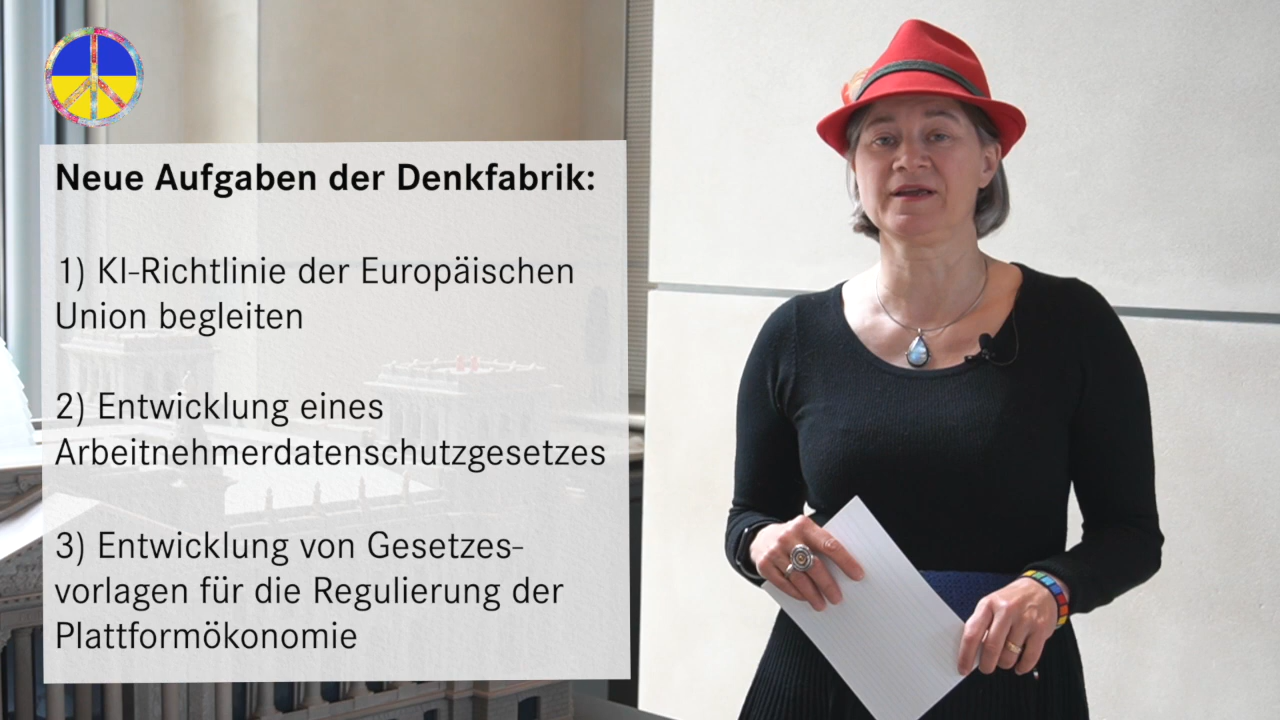 Neue Aufgaben der Denkfabrik:
1) KI-Richtlinie der Europäischen
Union begleiten
2) Entwicklung eines
Arbeitnehmerdatenschutzgesetzes
3) Entwicklung von Gesetzes-
vorlagen für die Regulierung der
Plattformökonomie